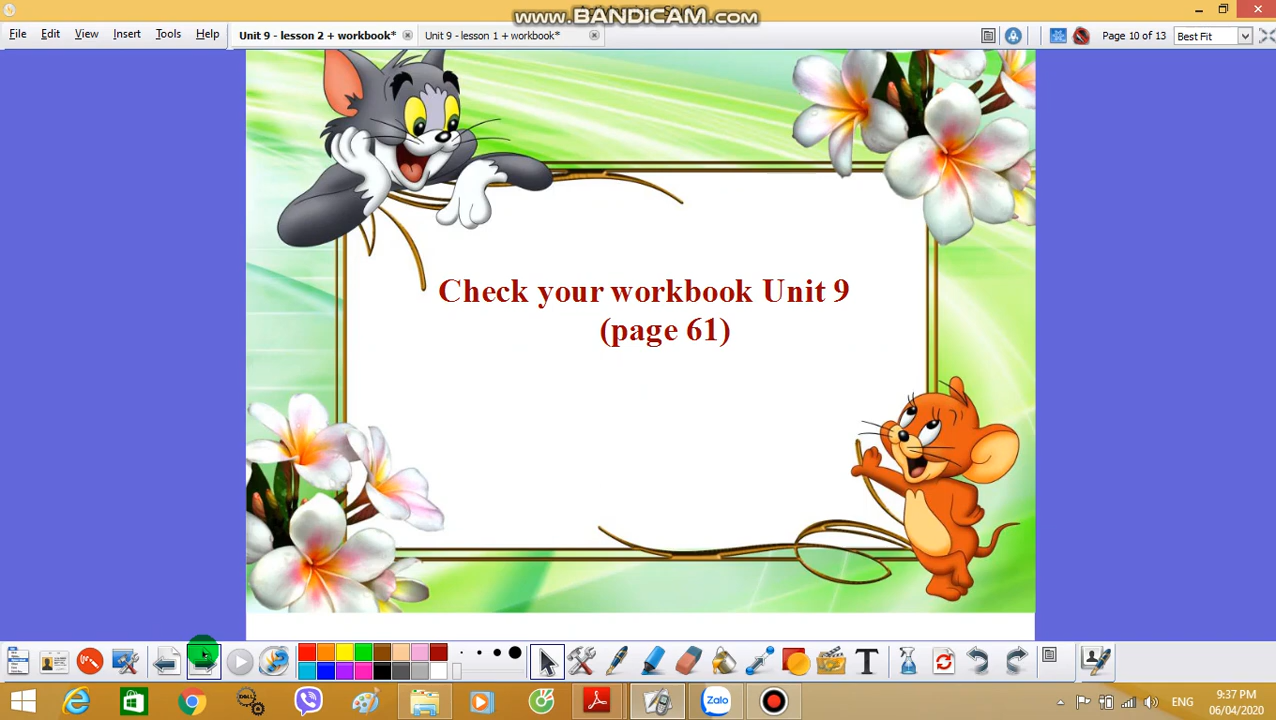 www.BANDICAM.com
File Edit View Insert Tools Help
Unit 9 - lesson 2 + workbook*
Unit 9 - lesson 1 + workbook*
Page 10 of 13
Best Fit
Check your workbook Unit 9
(page 61)
Zalo
ENG
9:37 PM
06/04/2020